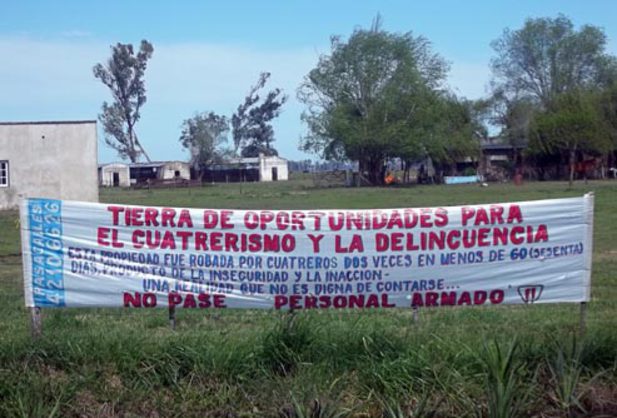 TIERRA DE OPORTUNIDADES PARA
EL CUATRERISMO Y LA DELINCUENCIA
ESTA PROPIEDAD FUE ROBADA POR CUATREROS DOS VECES EN MENOS DE 60 (SESENTA)
DIAS, PRODUCTO DE LA INSEGURIDAD Y LA INACCION-
UNA REALIDAD QUE NO ES DIGNA DE CONTARSE...
NO PASE PERSONAL ARMADO